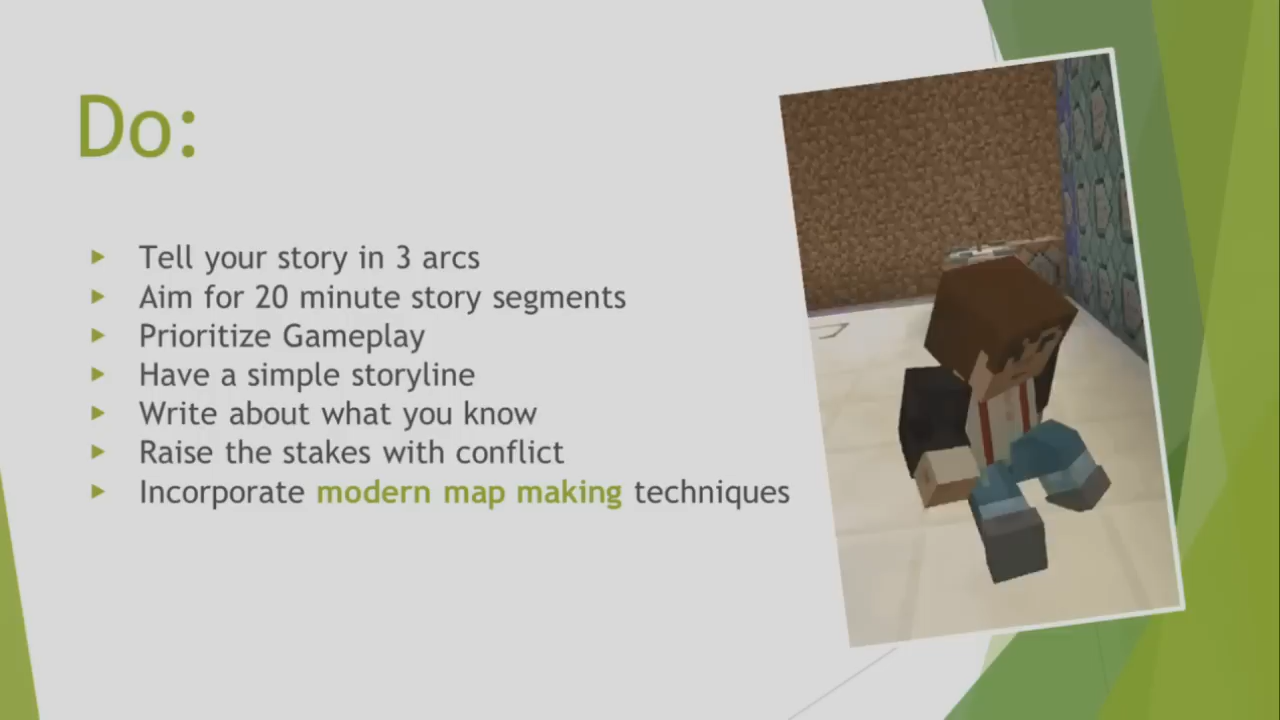 Do:
Tell your story in 3 arcs
Aim for 20 minute story segments
Prioritize Gameplay
Have a simple storyline
Write about what you know
Raise the stakes with conflict
Incorporate modern map making techniques